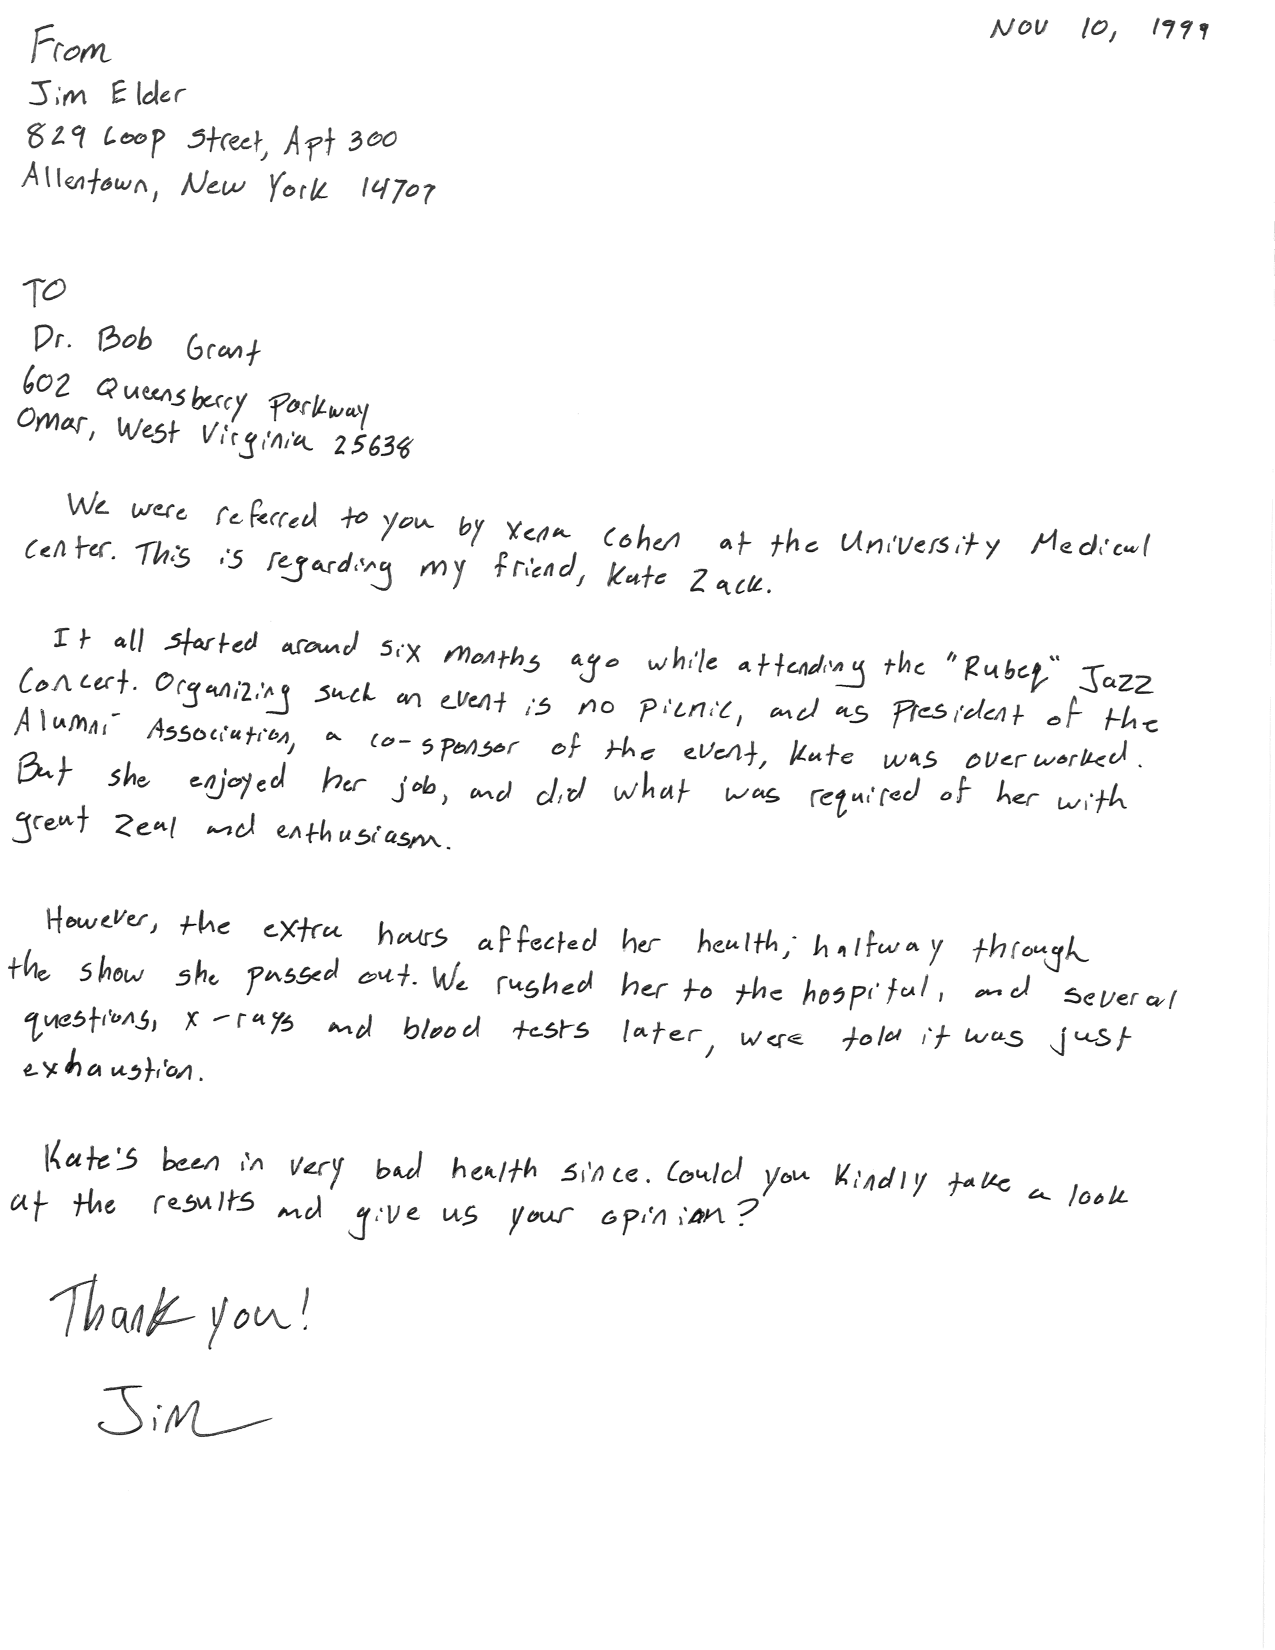 Nov 10, 1999
From
Jim Elder
829 Loop Street, Apt 300
Allentown, New York 14707
TO
Dr. Bob Grant
602 Queensberry Parkway
Omar, West Virginia 25638
We were referred to you by Xena Cohen at the University Medical
Center. This is regarding my friend, Kate Zack.
It all started around six months ago while attending the "Rubeq" Jazz
Concert. Organizing such an event is no picnic, and as President of the
Alumni Association, a co-sponsor of the event, Kate was overworked.
But she enjoyed her job, and did what was required of her with
great zeal and enthusiasm.
However, the extra hours affected her health; halfway through
the show she passed out. We rushed her to the hospital, and several
questions, x-rays and blood tests later, were told it was just
exhaustion.
Kate's been in very bad health since. Could you kindly take a look
at the results and give us your opinion?
Thank you!
Jim